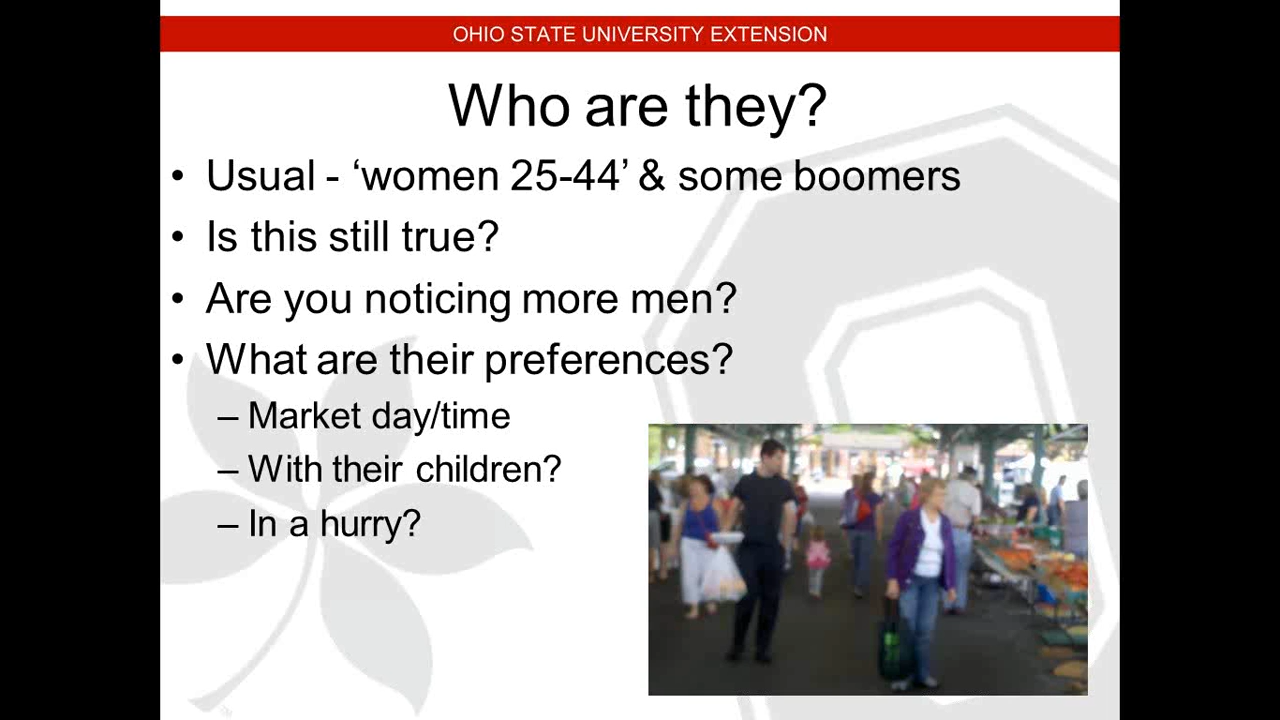 OHIO STATE UNIVERSITY EXTENSION
Who are they?
• Usual - ‘women 25-44’ & some boomers
• Is this still true?
• Are you noticing more men?
• What are their preferences?
– Market day/time
– With their children?
– In a hurry?